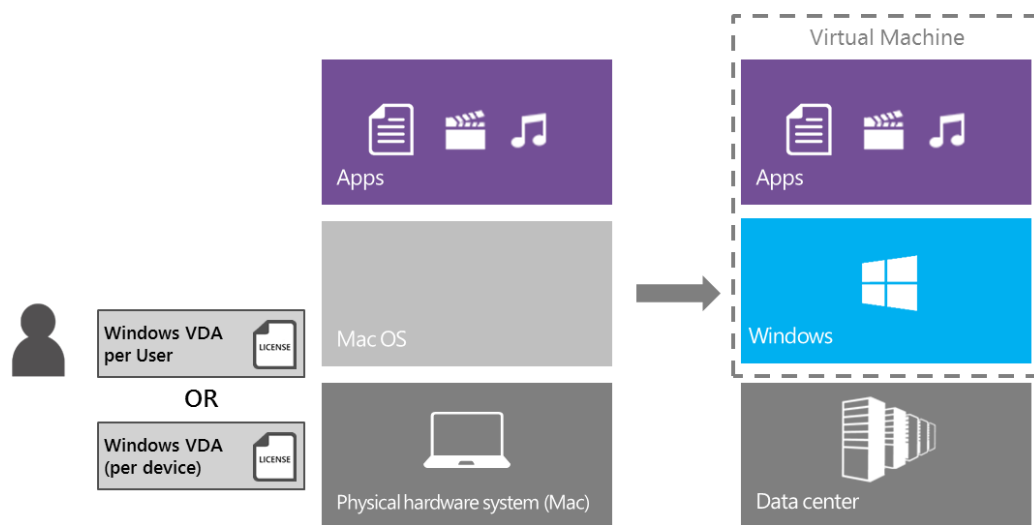 Virtual Machine
Apps
Apps
Mac OS
Windows
Windows VDA
per User
LICENSE
OR
Windows VDA
(per device)
LICENSE
Physical hardware system (Mac)
Data center